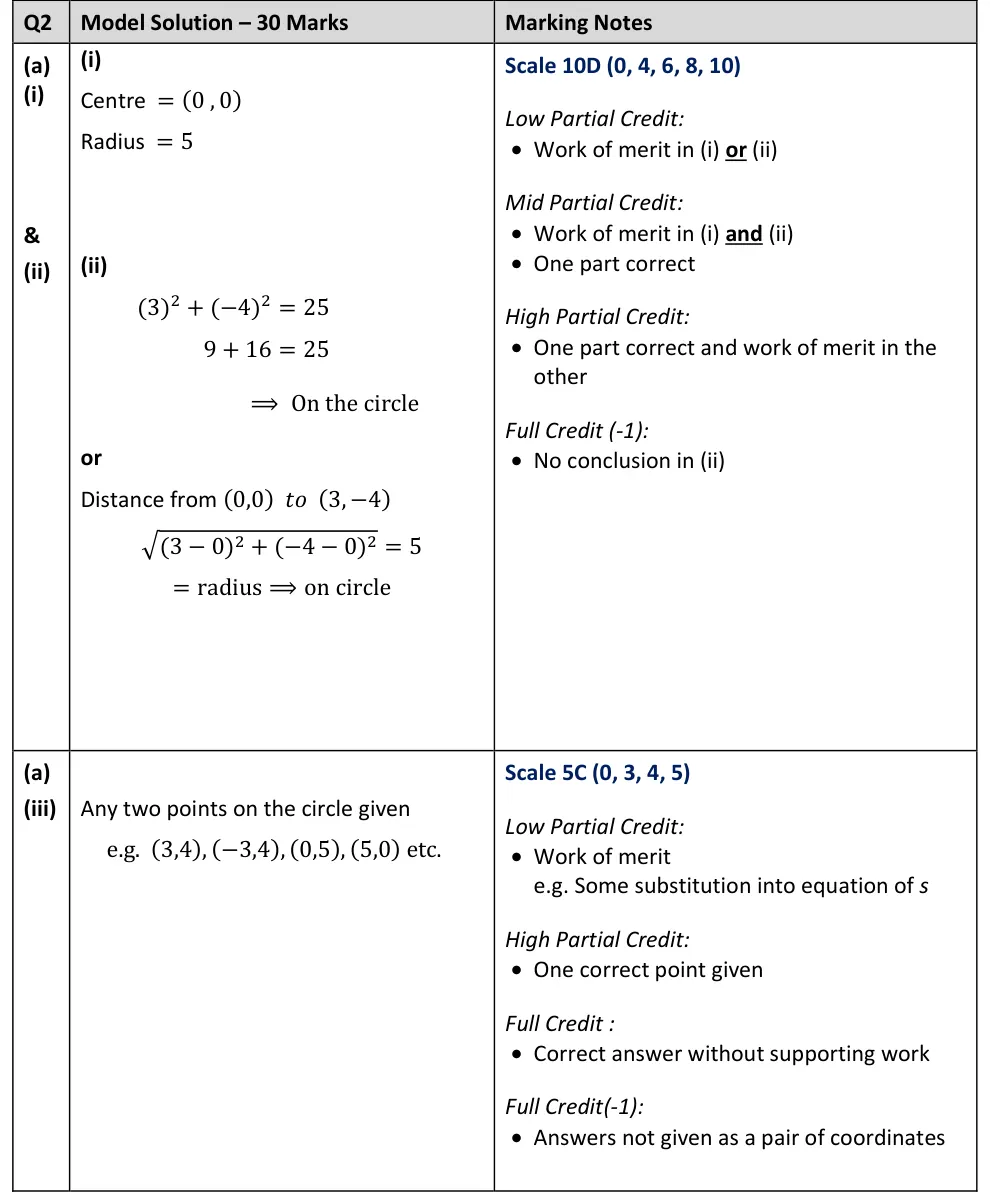 Q2 Model Solution – 30 Marks Marking Notes
(a)
(i)
&
(ii)
(i)
Centre = (0 , 0)
Radius = 5
(ii)
(3)² + (−4)² = 25
9 + 16 = 25
⟹ On the circle
or
Distance from (0,0) to (3, −4)
√(3 − 0)² + (−4 − 0)² = 5
= radius ⟹ on circle
Scale 10D (0, 4, 6, 8, 10)
Low Partial Credit:
• Work of merit in (i) or (ii)
Mid Partial Credit:
• Work of merit in (i) and (ii)
• One part correct
High Partial Credit:
• One part correct and work of merit in the
other
Full Credit (-1):
• No conclusion in (ii)
(a)
(iii)
Any two points on the circle given
e.g. (3,4), (−3,4), (0,5), (5,0) etc.
Scale 5C (0, 3, 4, 5)
Low Partial Credit:
• Work of merit
e.g. Some substitution into equation of s
High Partial Credit:
• One correct point given
Full Credit :
• Correct answer without supporting work
Full Credit(-1):
• Answers not given as a pair of coordinates